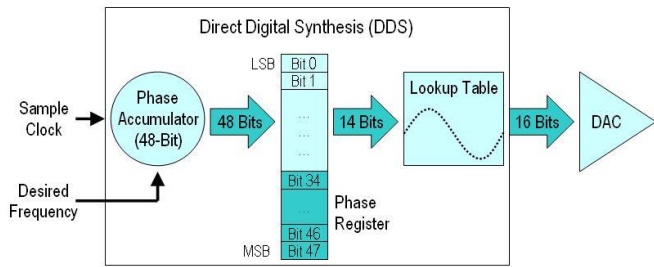 Direct Digital Synthesis (DDS)
Sample
Clock
Desired
Frequency
Phase
Accumulator
(48-Bit)
48 Bits
LSB
Bit 0
Bit 1
...
...
...
Bit 34
...
Bit 46
MSB
Bit 47
Phase
Register
14 Bits
Lookup Table
16 Bits
DAC